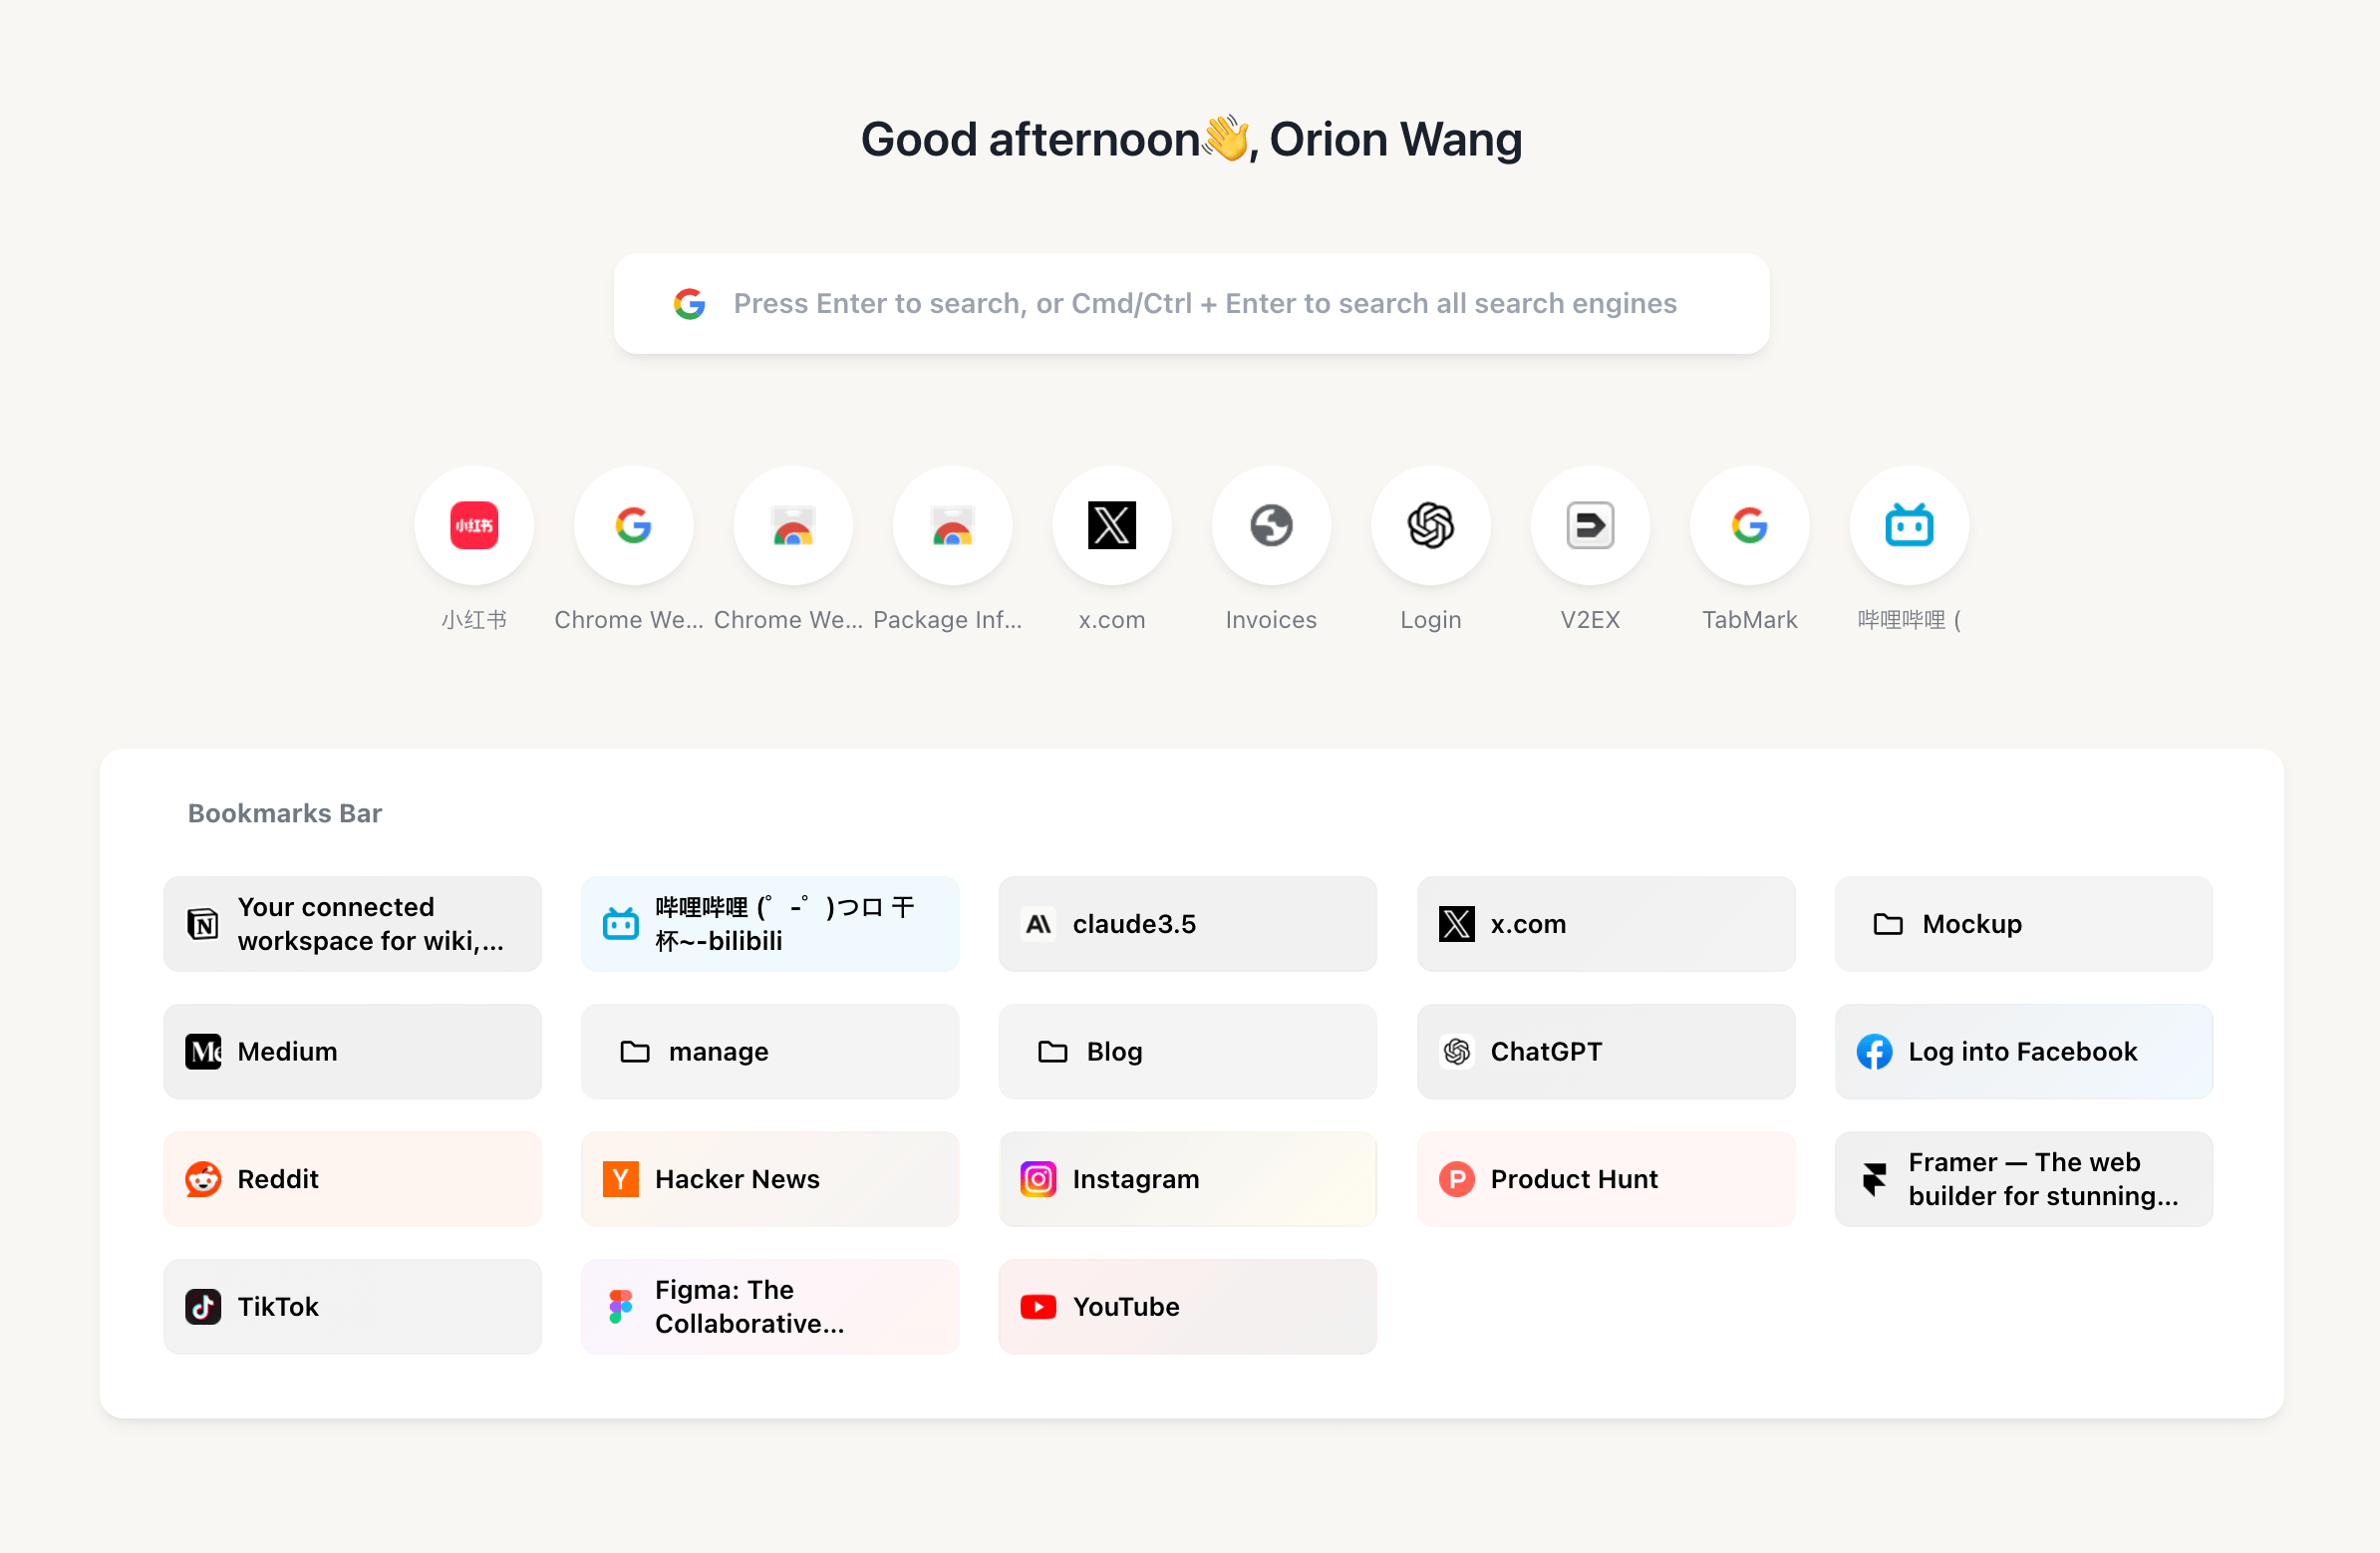 Good afternoon👋, Orion Wang
Press Enter to search, or Cmd/Ctrl + Enter to search all search engines
小红书
小红书
Chrome We...
Chrome We...
Package Inf...
x.com
Invoices
Login
V2EX
TabMark
哔哩哔哩 (
Bookmarks Bar
Your connected
workspace for wiki,...
哔哩哔哩 (゜-゜)つロ 干
杯~-bilibili
claude3.5
x.com
Mockup
Medium
manage
Blog
ChatGPT
Log into Facebook
Reddit
Hacker News
Instagram
Product Hunt
Framer — The web
builder for stunning...
TikTok
Figma: The
Collaborative...
YouTube